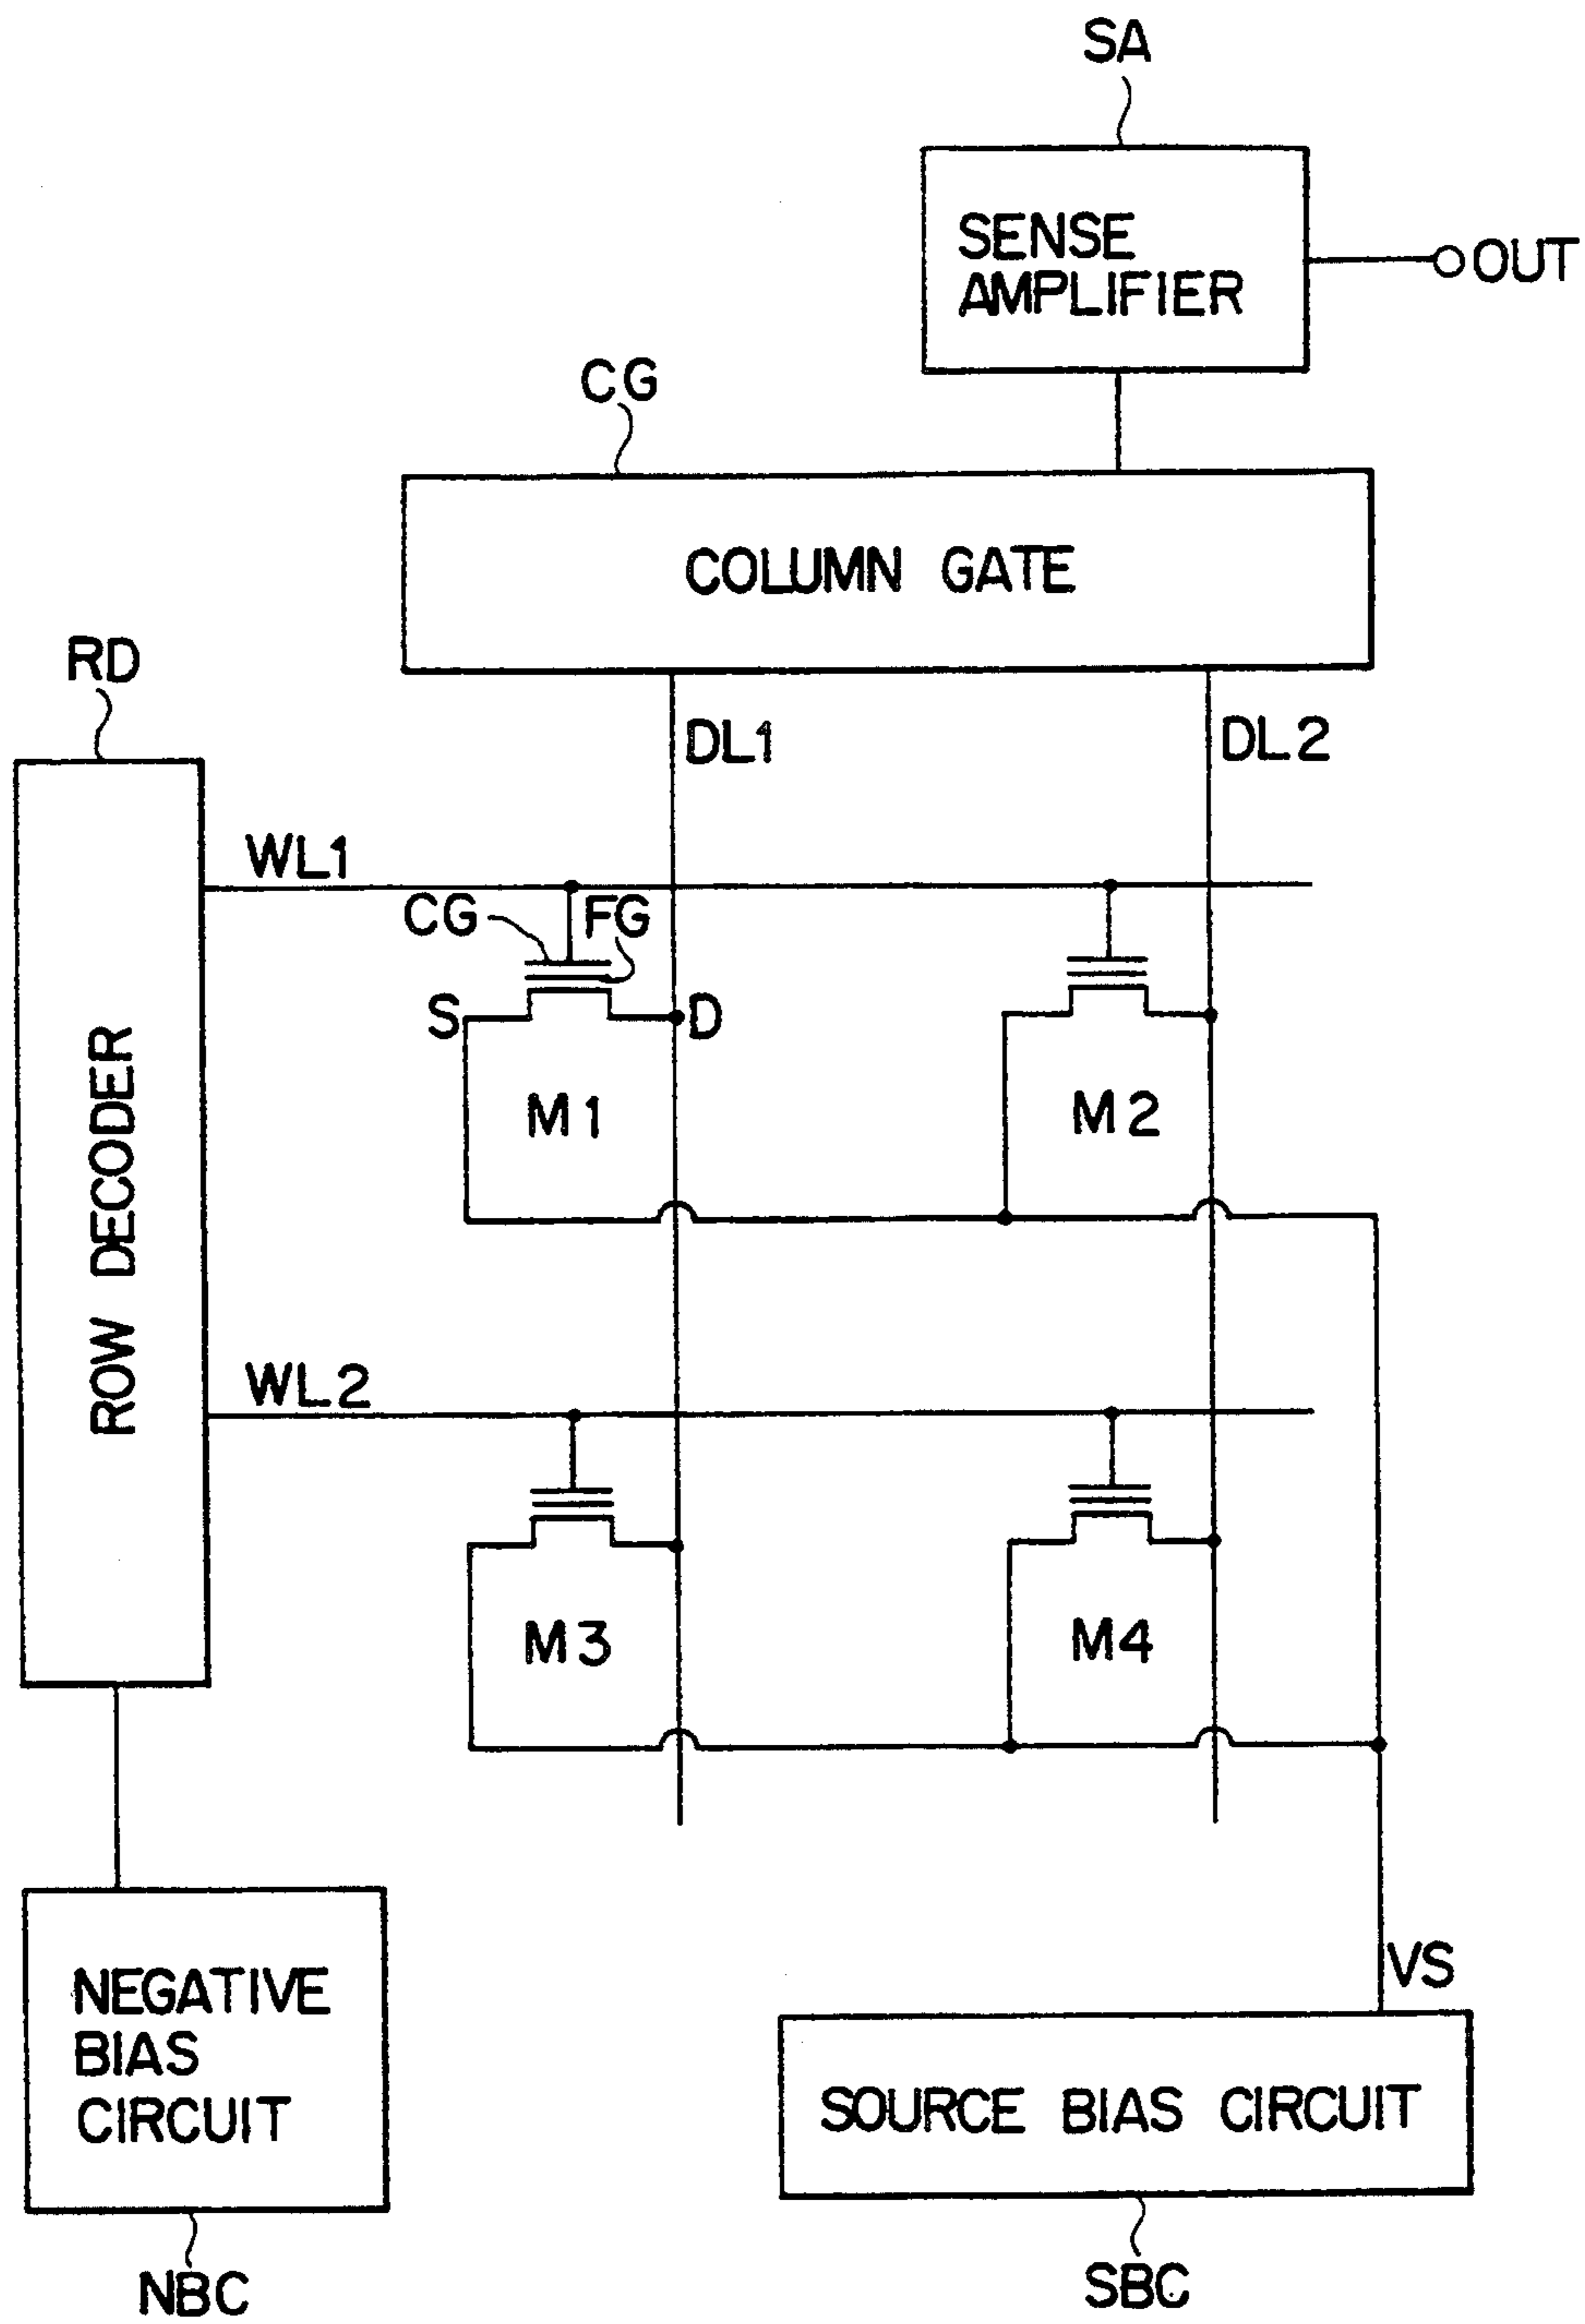 SA
SENSE
AMPLIFIER
OUT
CG
COLUMN GATE
RD
DL1
DL2
WL1
CG
FG
S
D
M1
M2
ROW DECODER
WL2
M3
M4
VS
NEGATIVE
BIAS
CIRCUIT
SOURCE BIAS CIRCUIT
NBC
SBC